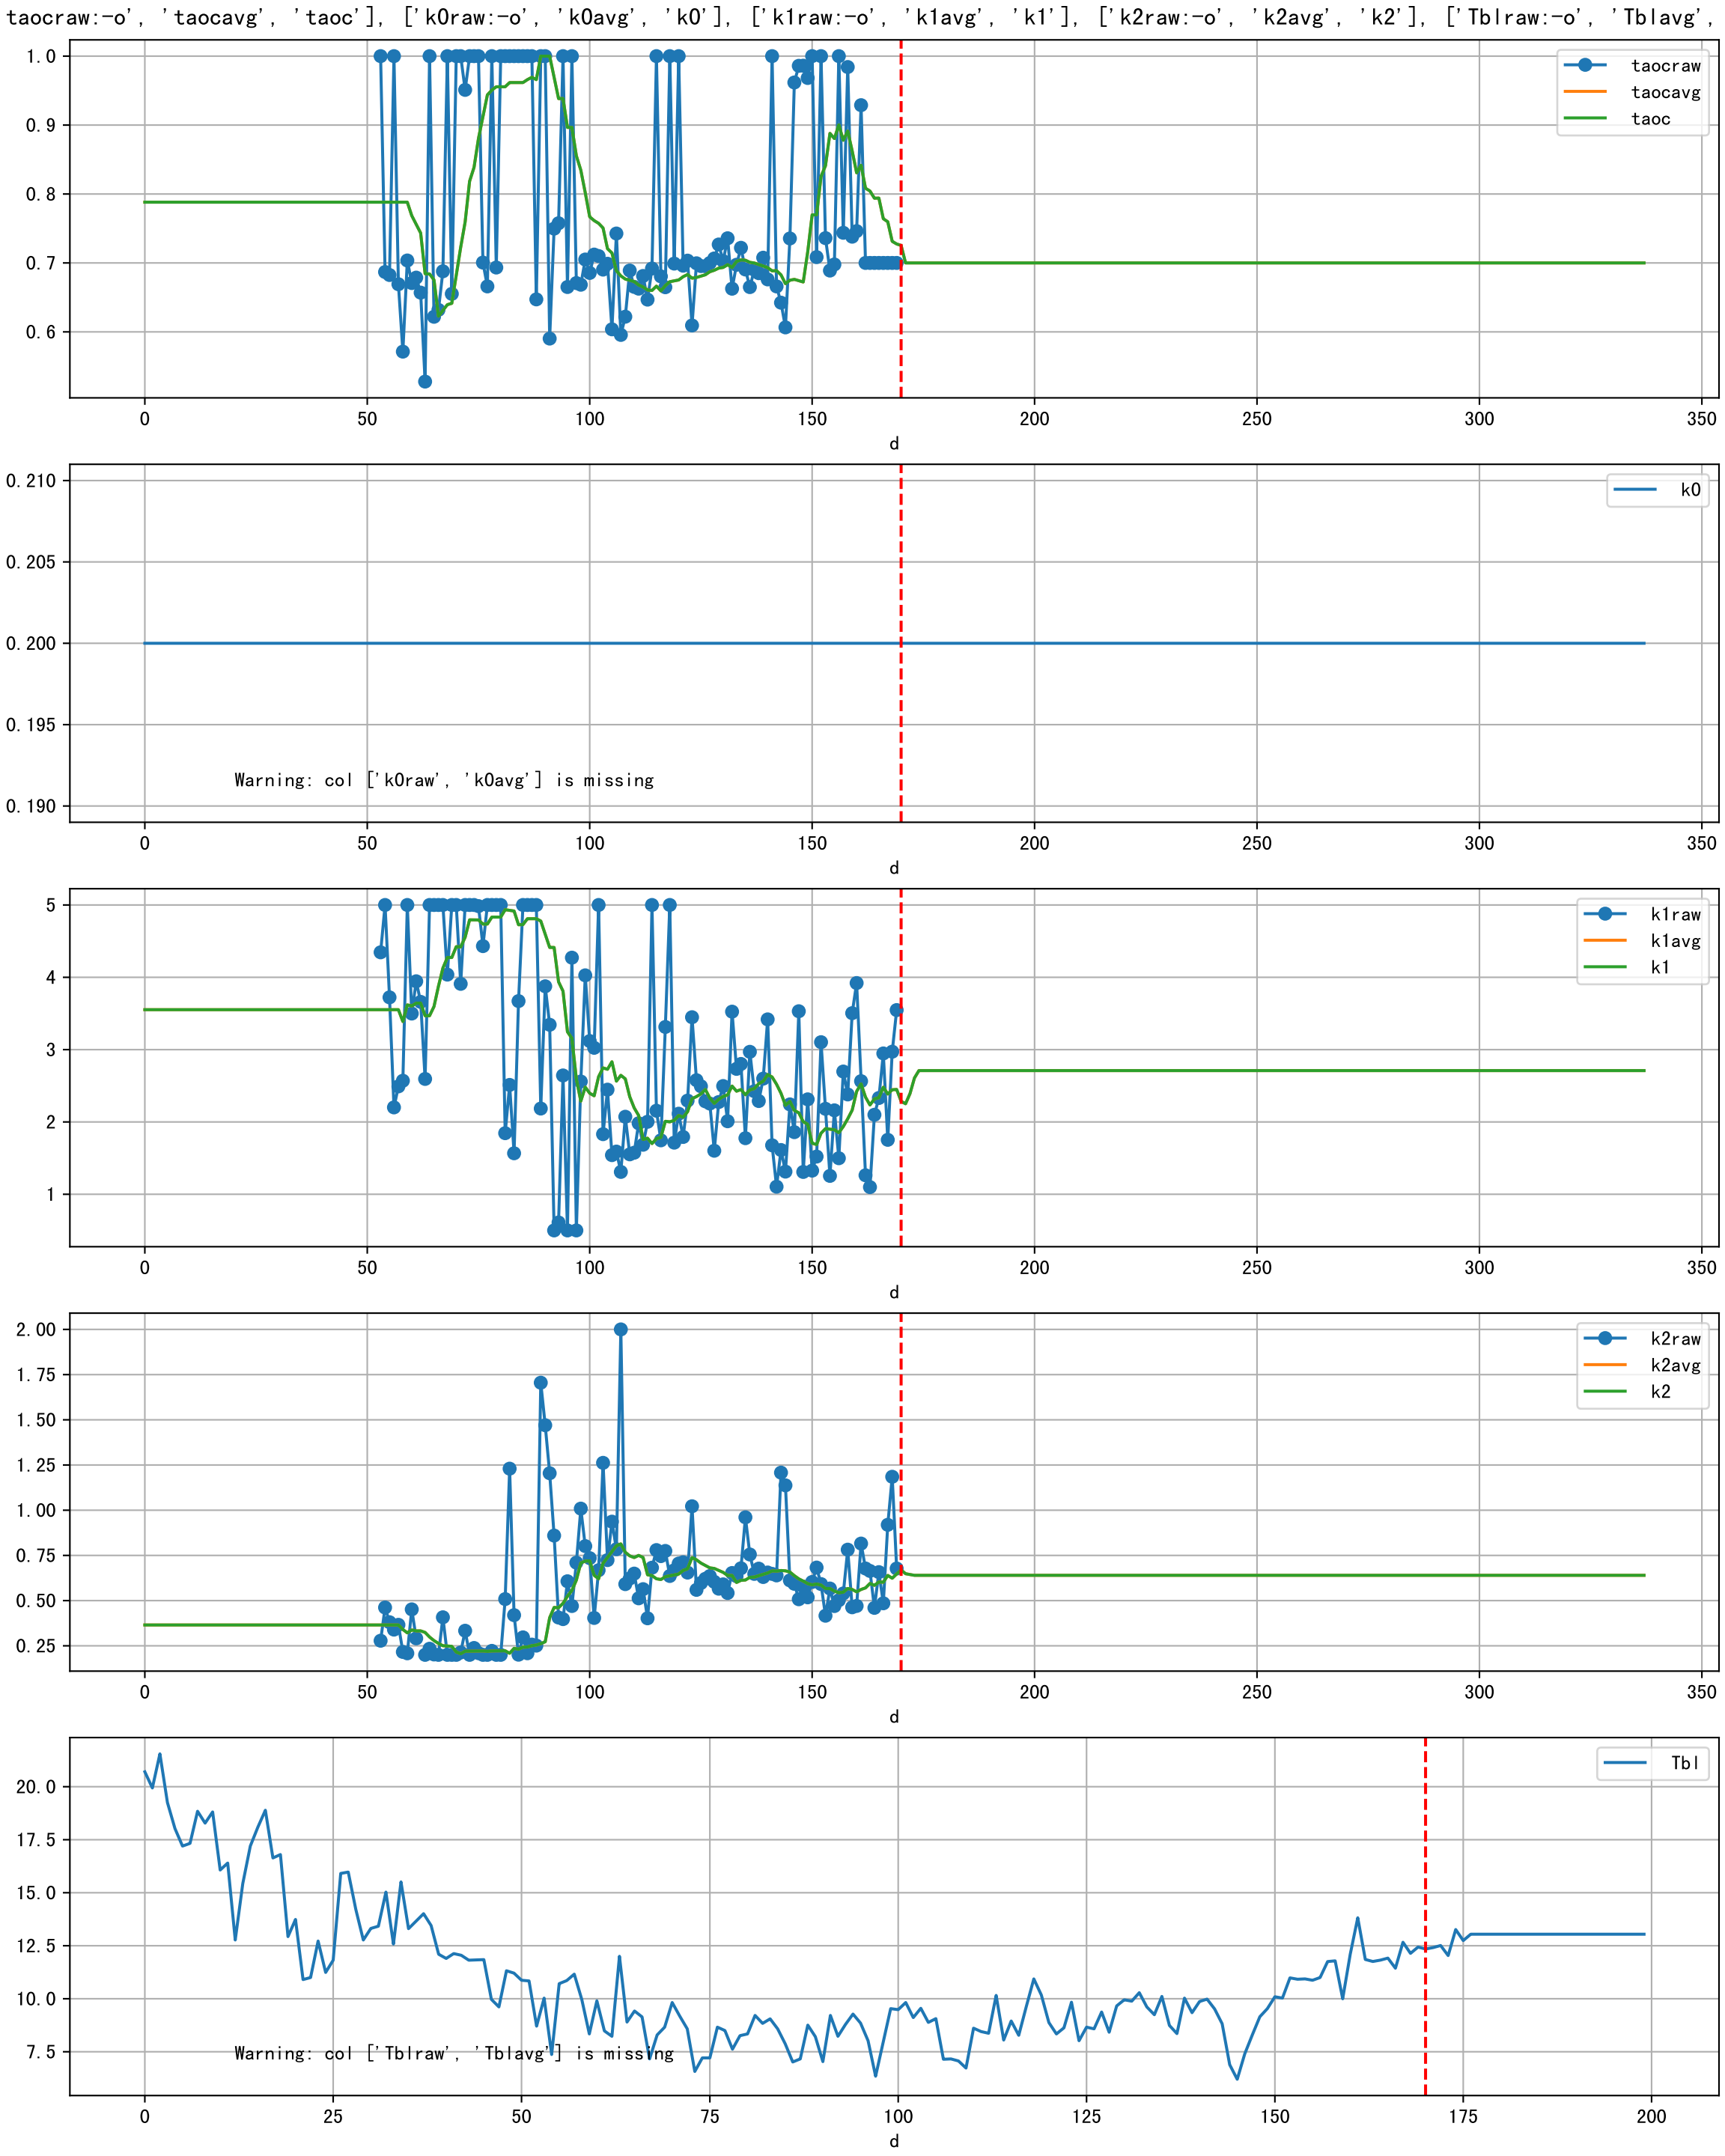 taocraw:-o', 'taocavg', 'taoc'], ['k0raw:-o', 'k0avg', 'k0'], ['k1raw:-o', 'k1avg', 'k1'], ['k2raw:-o', 'k2avg', 'k2'], ['Tblraw:-o', 'Tblavg',
1.0
0.9
0.8
0.7
0.6
taocraw
taocavg
taoc
0 50 100 150 200 250 300 350
d
0.210
0.205
0.200
0.195
0.190
k0
Warning: col ['k0raw', 'k0avg'] is missing
0 50 100 150 200 250 300 350
d
5
4
3
2
1
k1raw
k1avg
k1
0 50 100 150 200 250 300 350
d
2.00
1.75
1.50
1.25
1.00
0.75
0.50
0.25
k2raw
k2avg
k2
0 50 100 150 200 250 300 350
d
20.0
17.5
15.0
12.5
10.0
7.5
Tbl
Warning: col ['Tblraw', 'Tblavg'] is missing
0 25 50 75 100 125 150 175 200
d